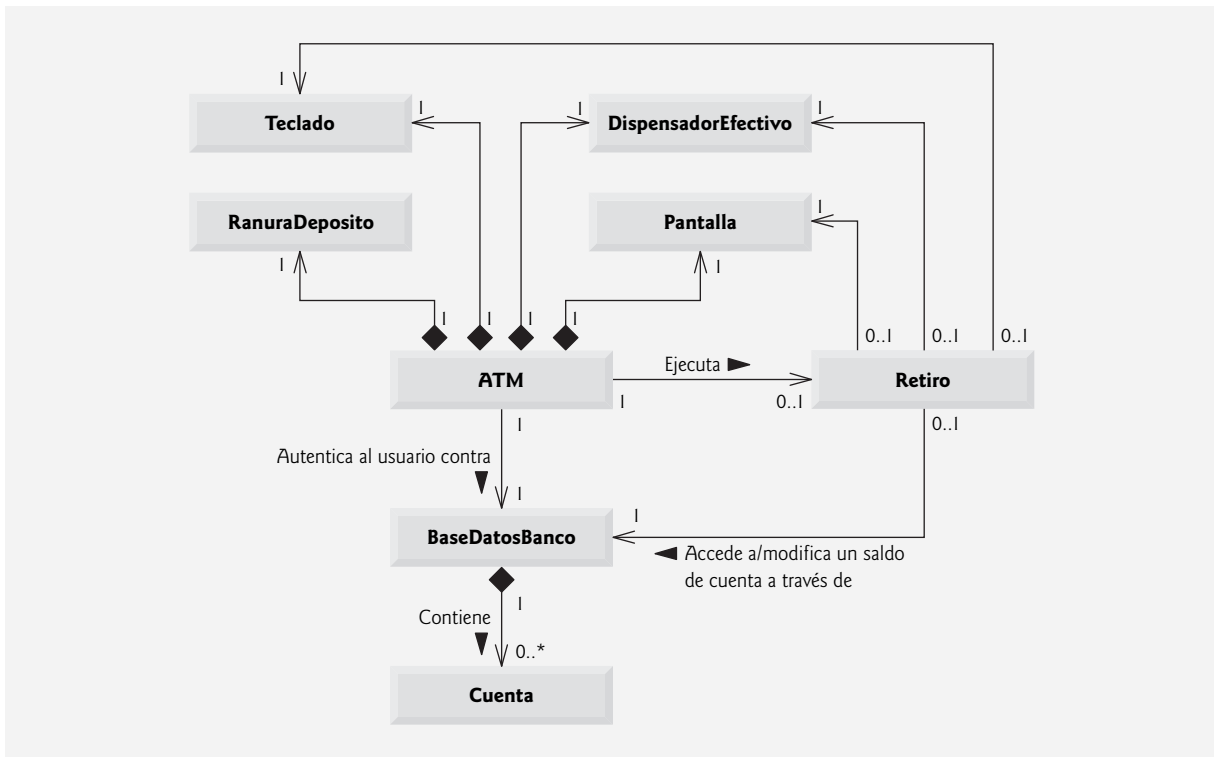 1
1
1
1
Teclado
DispensadorEfectivo
1
RanuraDeposito
Pantalla
1
1
1
1
1
1
0..1
0..1
0..1
Ejecuta
ATM
Retiro
1
0..1
1
0..1
Autentica al usuario contra
1
1
BaseDatosBanco
Accede a/modifica un saldo
de cuenta a través de
1
Contiene
0..*
Cuenta